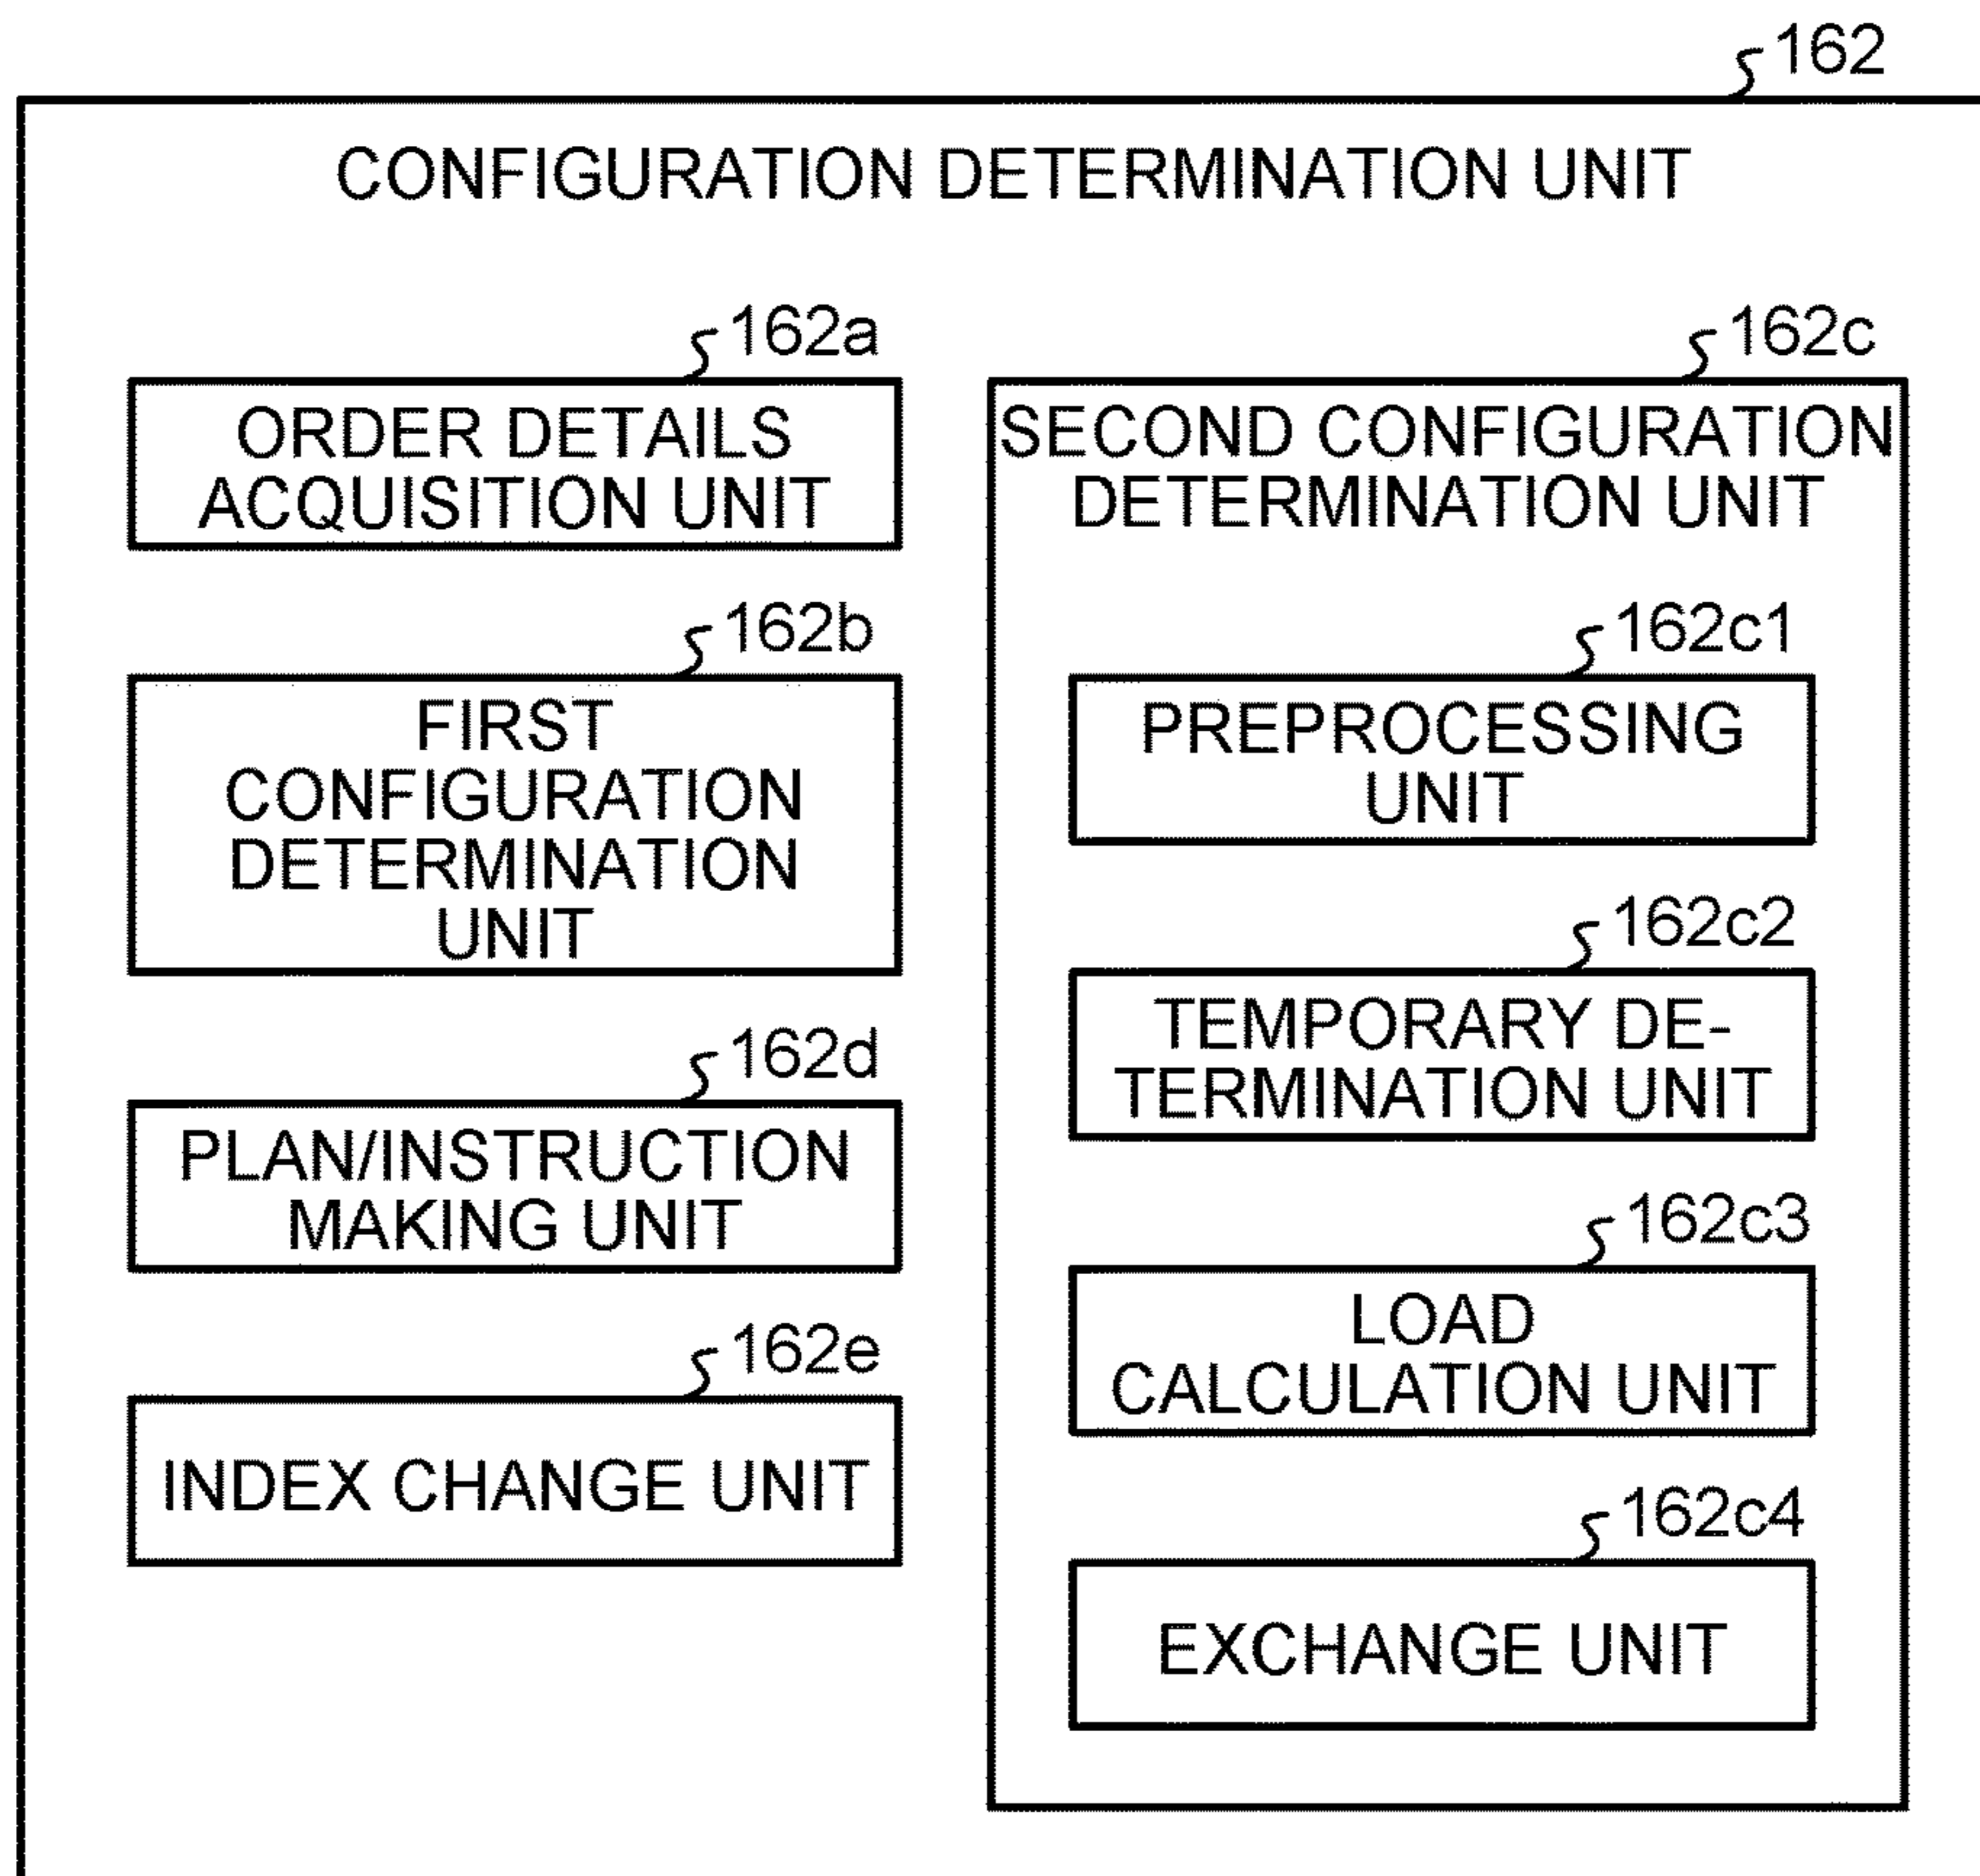 162
CONFIGURATION DETERMINATION UNIT
162a
ORDER DETAILS
ACQUISITION UNIT
162b
FIRST
CONFIGURATION
DETERMINATION
UNIT
162d
PLAN/INSTRUCTION
MAKING UNIT
162e
INDEX CHANGE UNIT
162c
SECOND CONFIGURATION
DETERMINATION UNIT
162c1
PREPROCESSING
UNIT
162c2
TEMPORARY DE-
TERMINATION UNIT
162c3
LOAD
CALCULATION UNIT
162c4
EXCHANGE UNIT